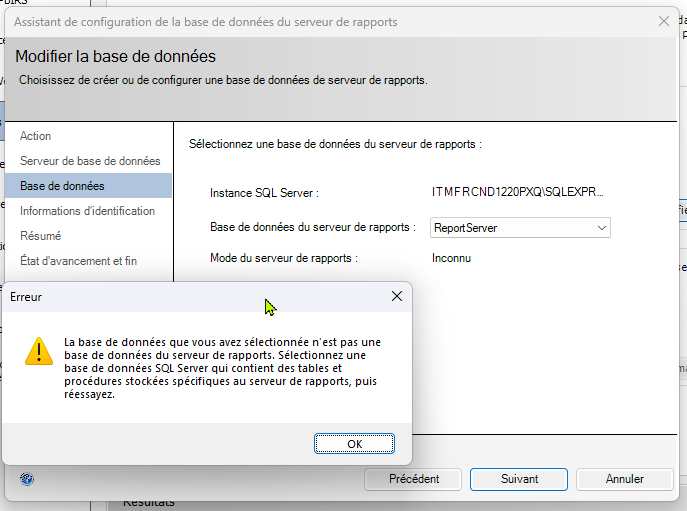 Assistant de configuration de la base de données du serveur de rapports
Modifier la base de données
Choisissez de créer ou de configurer une base de données de serveur de rapports.
Action
Serveur de base de données
Base de données
Informations d'identification
Résumé
État d'avancement et fin
Sélectionnez une base de données du serveur de rapports :
Instance SQL Server :
ITMFRCND1220PXQ\SQLEXPR...
Base de données du serveur de rapports :
ReportServer
Mode du serveur de rapports :
Inconnu
Erreur
La base de données que vous avez sélectionnée n'est pas une
base de données du serveur de rapports. Sélectionnez une
base de données SQL Server qui contient des tables et
procédures stockées spécifiques au serveur de rapports, puis
réessayez.
OK
Précédent
Suivant
Annuler
Résultats